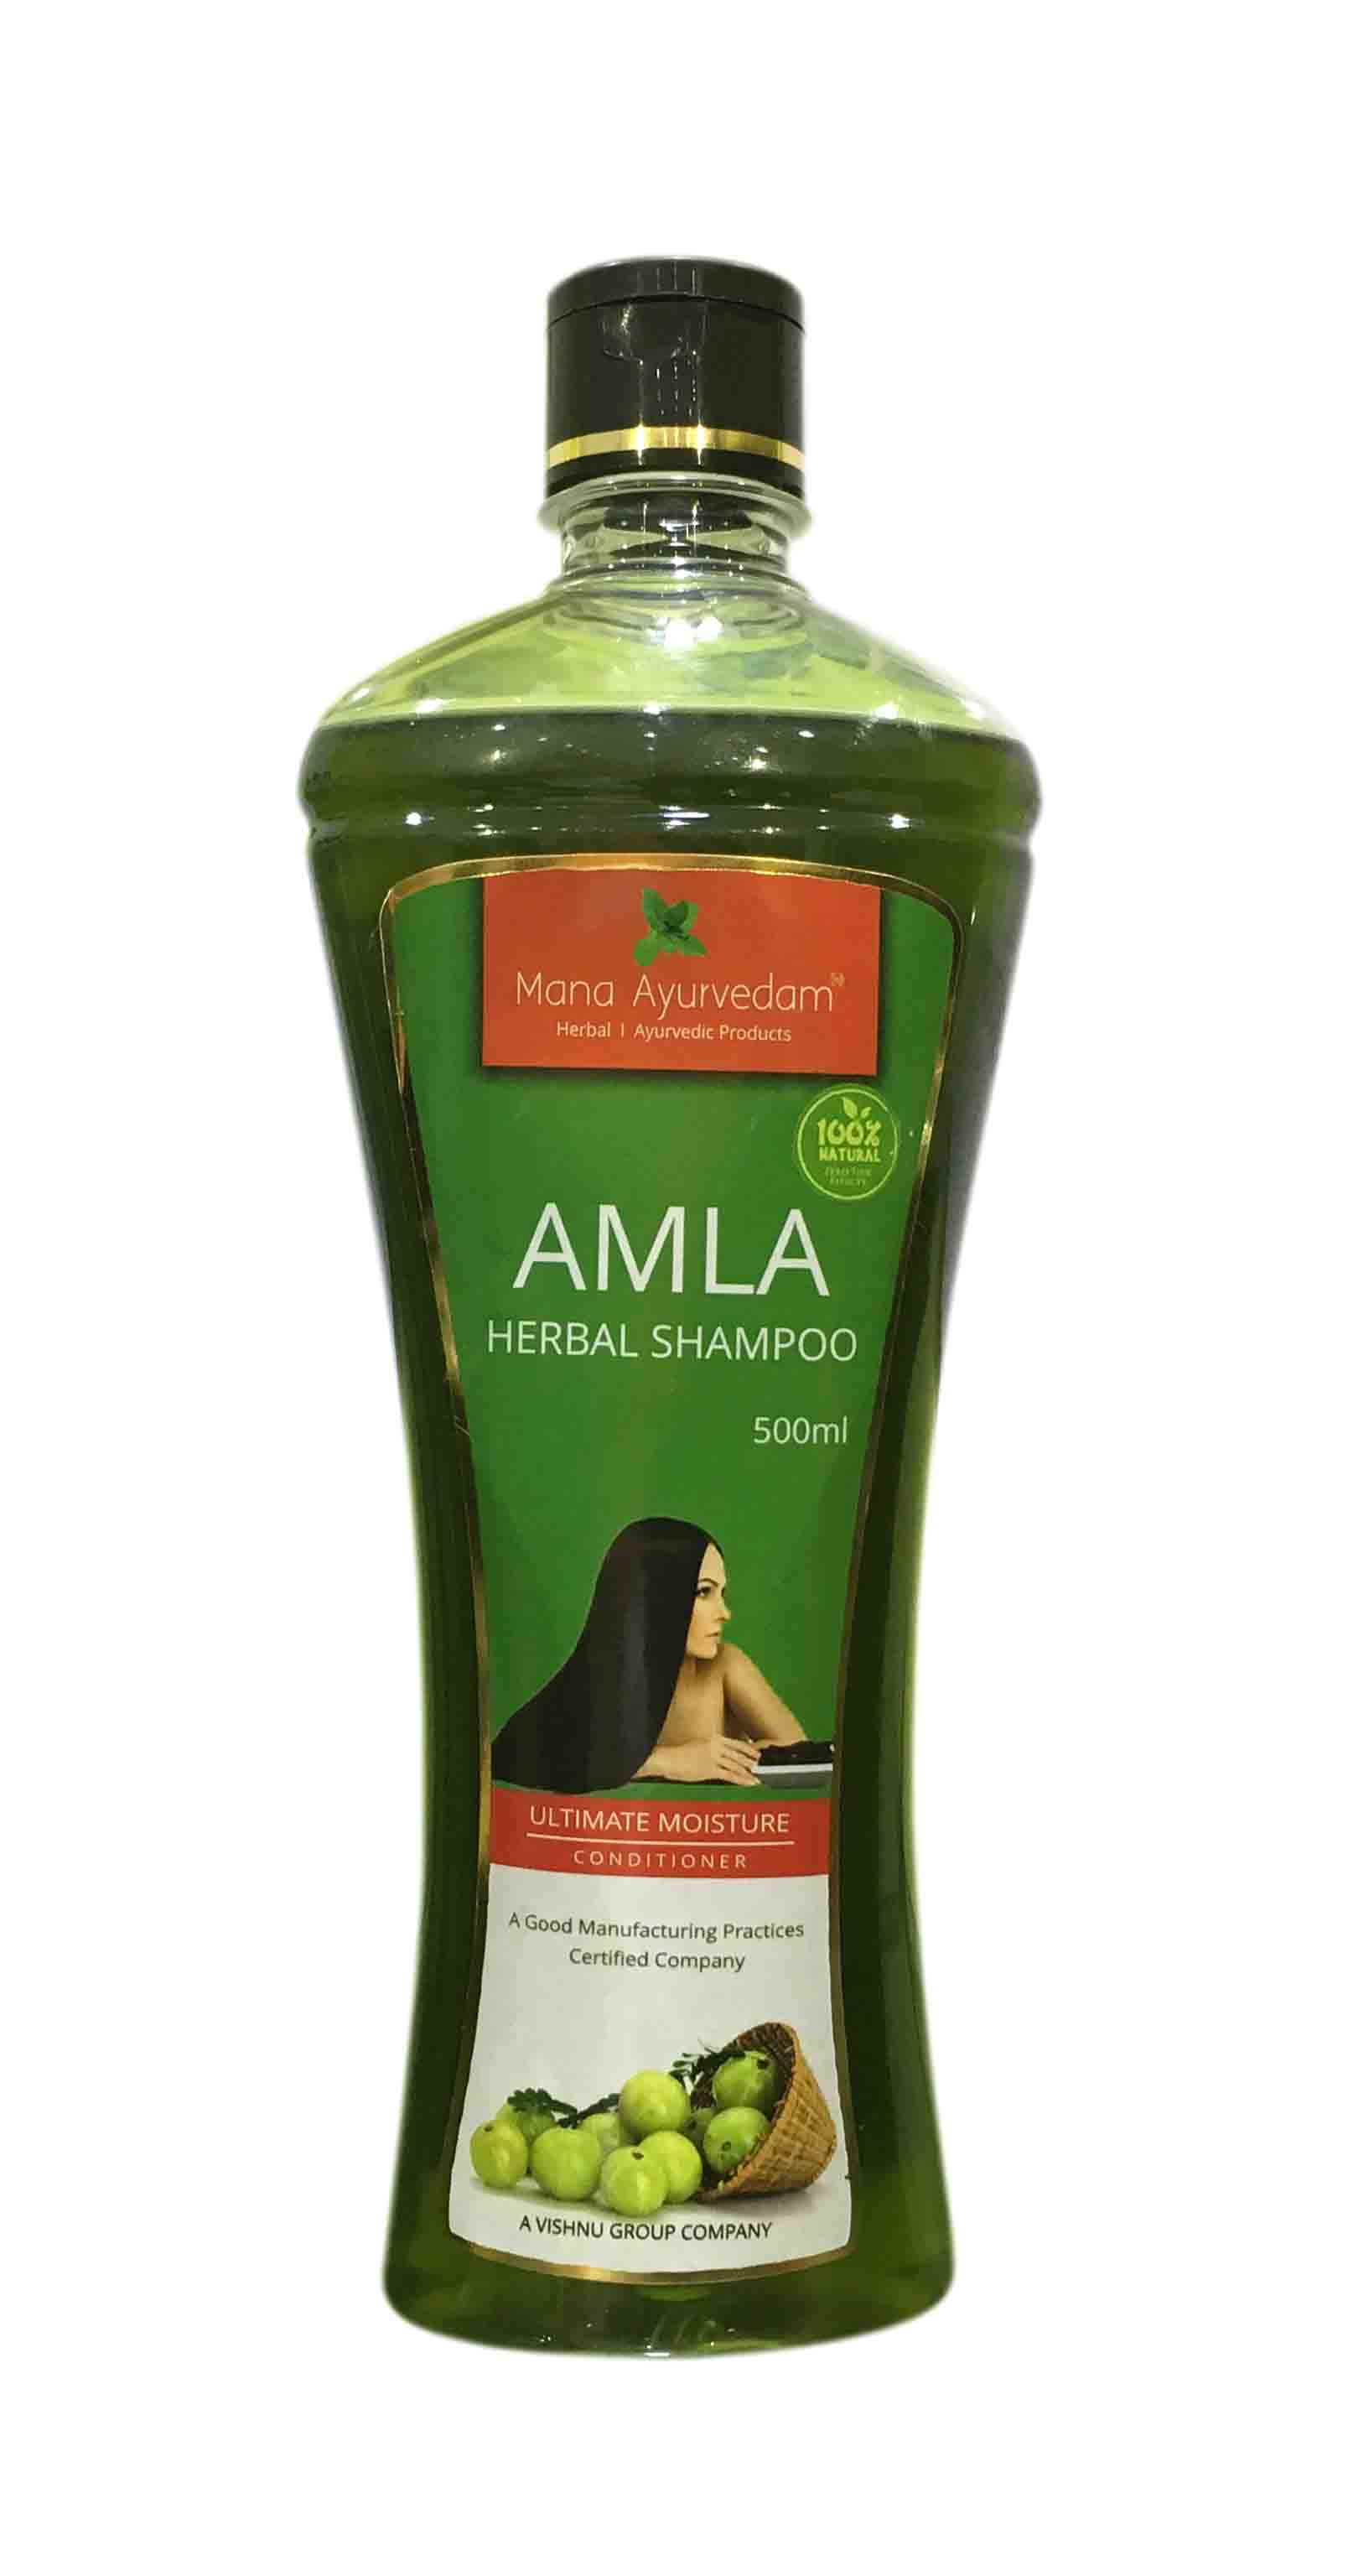 Mana Ayurvedam
Herbal | Ayurvedic Products
100%
NATURAL
AMLA
HERBAL SHAMPOO
500ml
ULTIMATE MOISTURE
CONDITIONER
A Good Manufacturing Practices
Certified Company
A VISHNU GROUP COMPANY